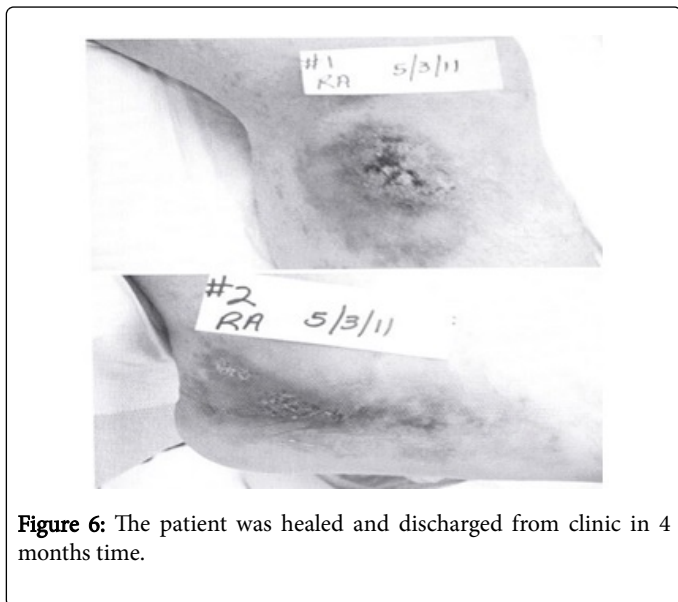 #1
RA 5/3/11
#2
RA 5/3/11
Figure 6: The patient was healed and discharged from clinic in 4
months time.